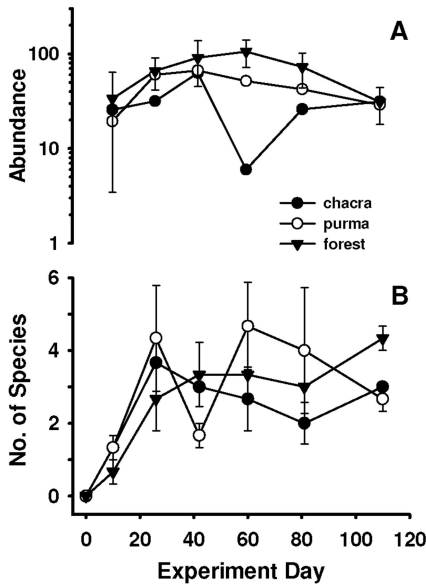 A
100
10
1
Abundance
chacra
purma
forest
B
6
4
2
0
No. of Species
0 20 40 60 80 100 120
Experiment Day